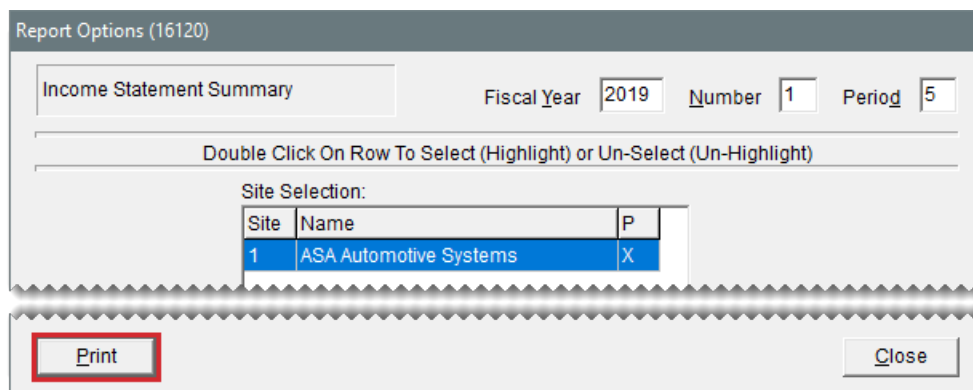 Report Options (16120)
Income Statement Summary
Fiscal Year 2019 Number 1 Period 5
Double Click On Row To Select (Highlight) or Un-Select (Un-Highlight)
Site Selection:
Site Name P
1 ASA Automotive Systems X
Print Close